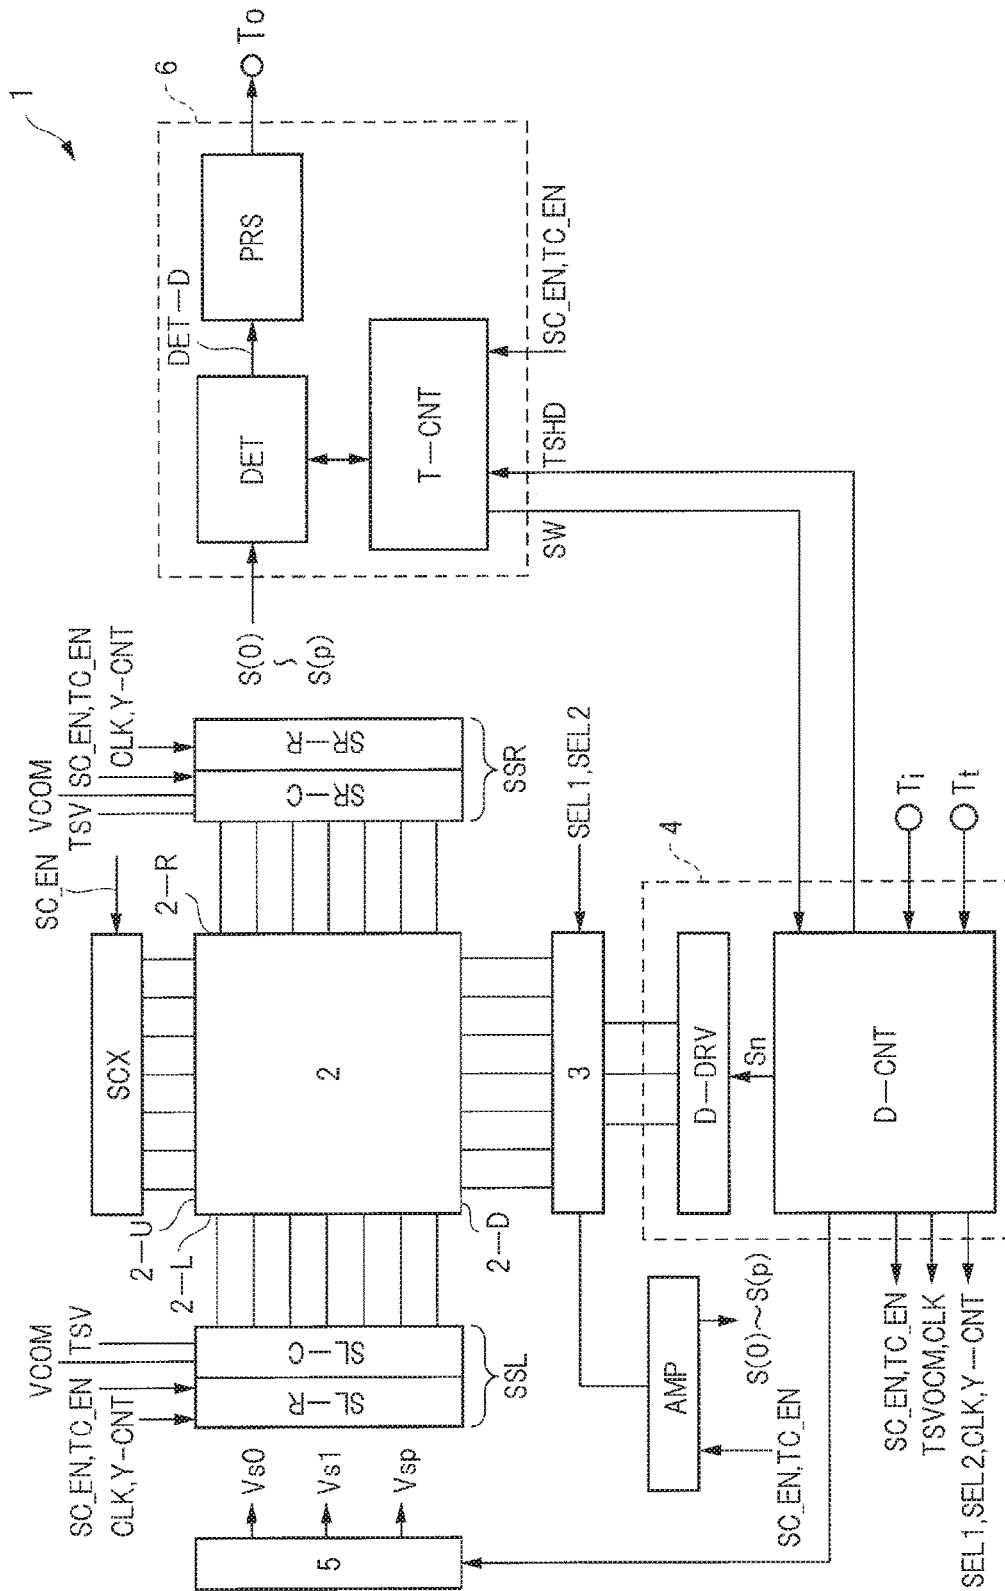 1
VCOM
TSV
SC_EN,TC_EN
CLK,Y-CNT
SL-R
SL-C
SSL
5
Vs0
Vs1
Vsp
SC_EN
SCX
2-U
2-L
2-R
2-D
2
VCOM
TSV
SC_EN,TC_EN
CLK,Y-CNT
SR-C
SR-R
SSR
S(0)
~
S(p)
DET
DET-D
PRS
6
To
T-CNT
SW
TSHD
SC_EN,TC_EN
SEL1,SEL2
3
AMP
SC_EN,TC_EN
S(0)~S(p)
4
D-DRV
Sn
D-CNT
Ti
Tt
SC_EN,TC_EN
TSVOCM,CLK
SEL1,SEL2,CLK,Y-CNT